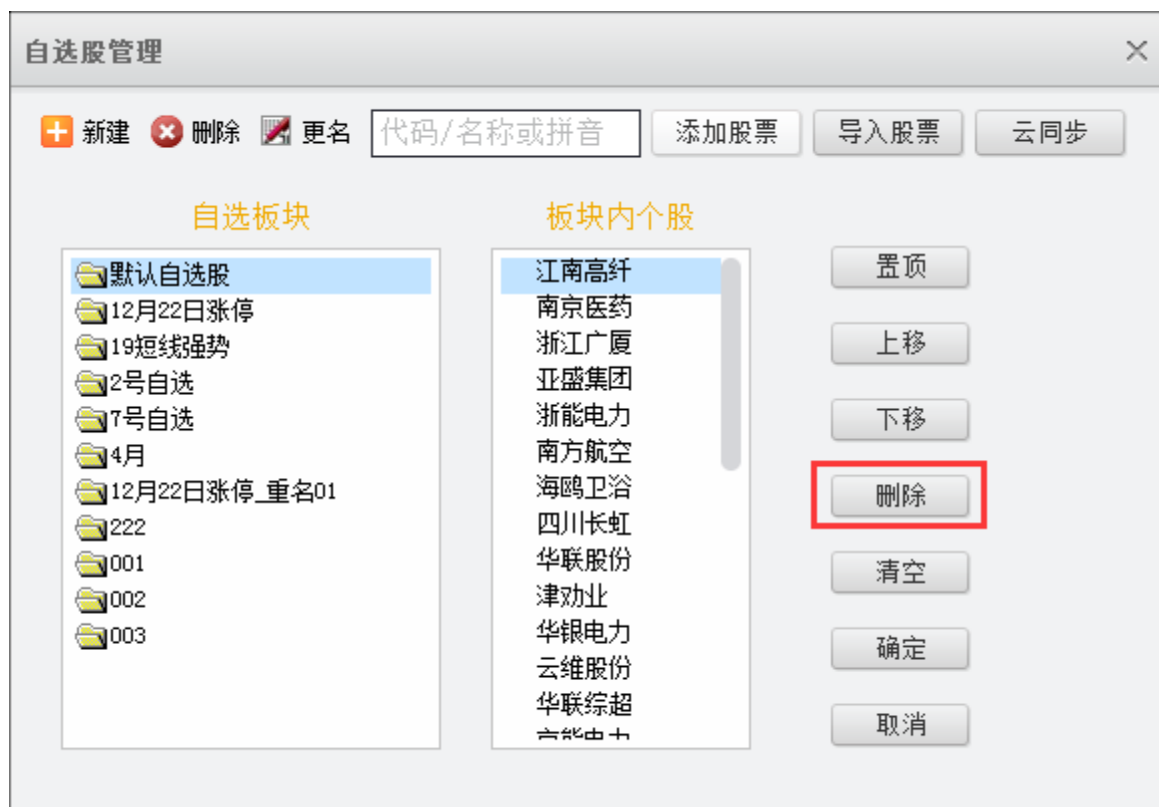 自选股管理
新建 删除 更名 代码/名称或拼音 添加股票 导入股票 云同步
自选板块
默认自选股
12月22日涨停
19短线强势
2号自选
7号自选
4月
12月22日涨停_重名01
222
001
002
003
板块内个股
江南高纤
南京医药
浙江广厦
亚盛集团
浙能电力
南方航空
海鸥卫浴
四川长虹
华联股份
津劝业
华银电力
云维股份
华联综超
置顶
上移
下移
删除
清空
确定
取消